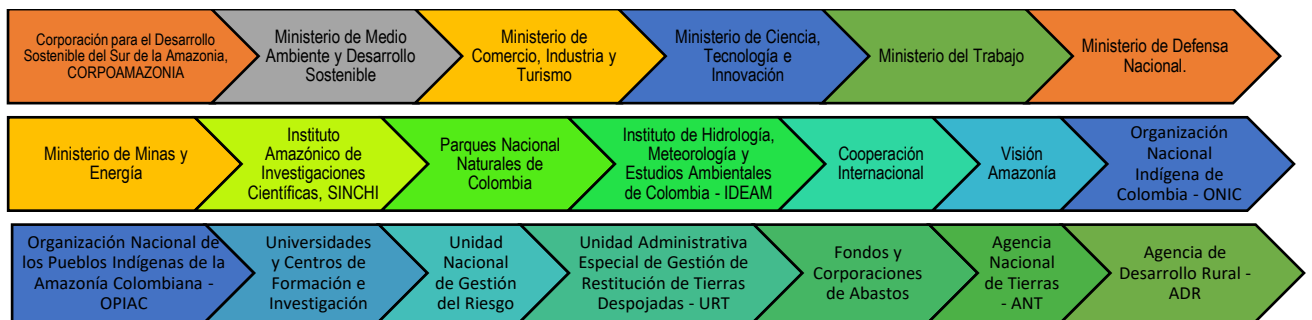 Corporación para el Desarrollo
Sostenible del Sur de la Amazonia,
CORPOAMAZONIA
Ministerio de Medio
Ambiente y Desarrollo
Sostenible
Ministerio de
Comercio, Industria y
Turismo
Ministerio de Ciencia,
Tecnología e
Innovación
Ministerio del Trabajo
Ministerio de Defensa
Nacional.
Ministerio de Minas y
Energía
Instituto
Amazónico de
Investigaciones
Científicas, SINCHI
Parques Nacional
Naturales de
Colombia
Instituto de Hidrología,
Meteorología y
Estudios Ambientales
de Colombia - IDEAM
Cooperación
Internacional
Visión
Amazonía
Organización
Nacional
Indígena de
Colombia - ONIC
Organización Nacional de
los Pueblos Indígenas de la
Amazonía Colombiana -
OPIAC
Universidades
y Centros de
Formación e
Investigación
Unidad
Nacional
de Gestión
del Riesgo
Unidad Administrativa
Especial de Gestión de
Restitución de Tierras
Despojadas - URT
Fondos y
Corporaciones
de Abastos
Agencia
Nacional
de Tierras
- ANT
Agencia de
Desarrollo Rural -
ADR